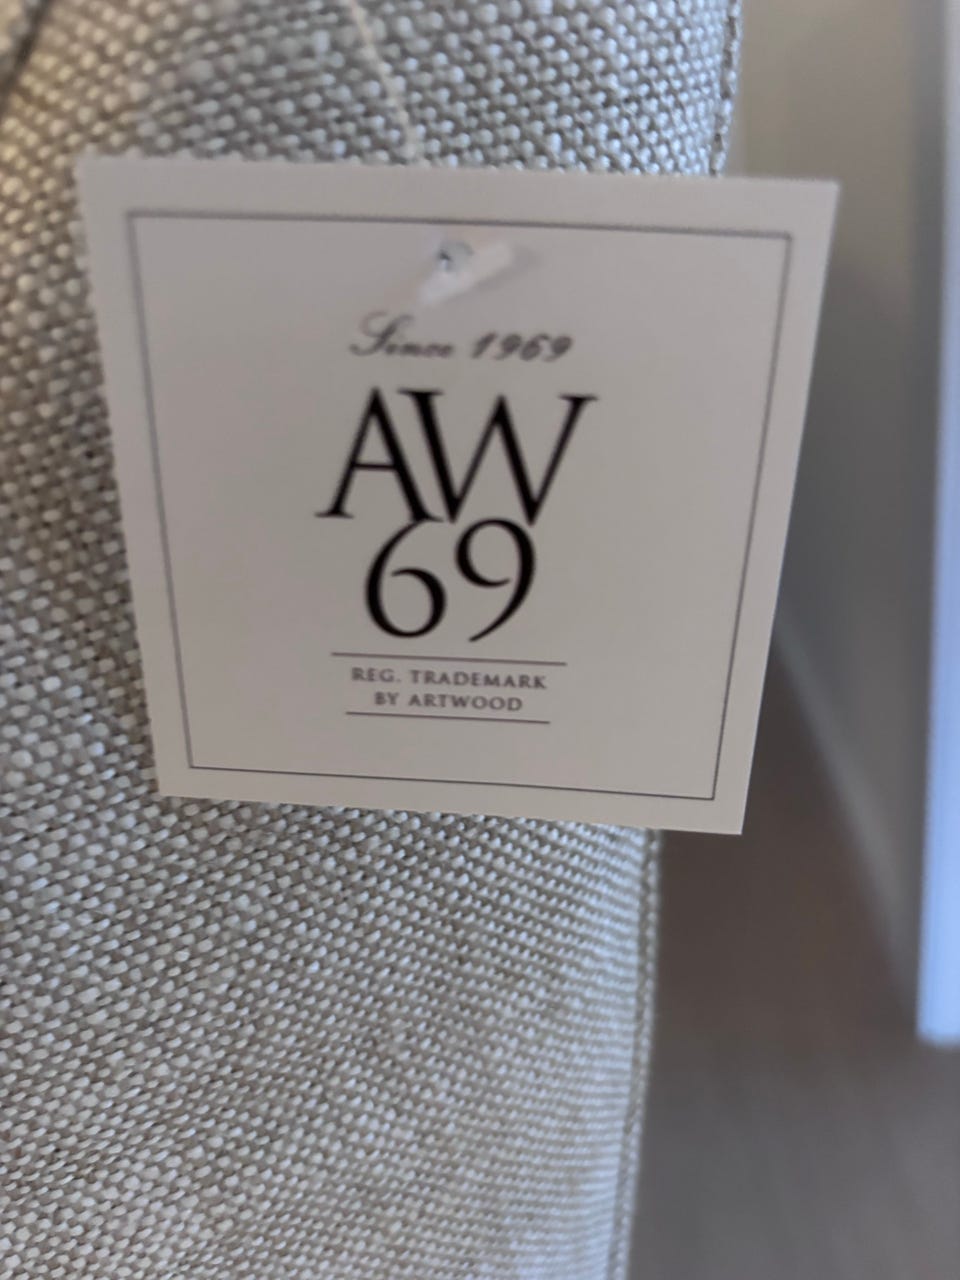 Since 1969
AW
69
REG. TRADEMARK
BY ARTWOOD